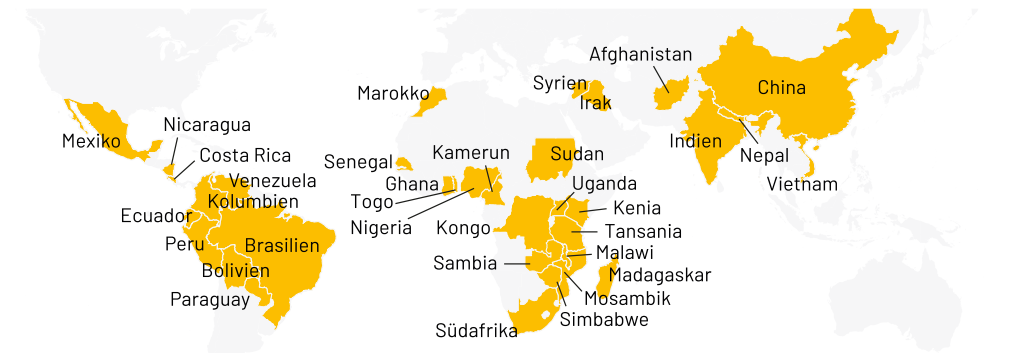 Afghanistan
Syrien
China
Marokko
Irak
Nicaragua
Mexiko
Indien
Costa Rica
Kamerun
Sudan
Nepal
Senegal
Venezuela
Ghana
Uganda
Vietnam
Togo
Kolumbien
Kenia
Ecuador
Nigeria
Kongo
Tansania
Peru
Brasilien
Malawi
Sambia
Bolivien
Madagaskar
Paraguay
Mosambik
Simbabwe
Südafrika